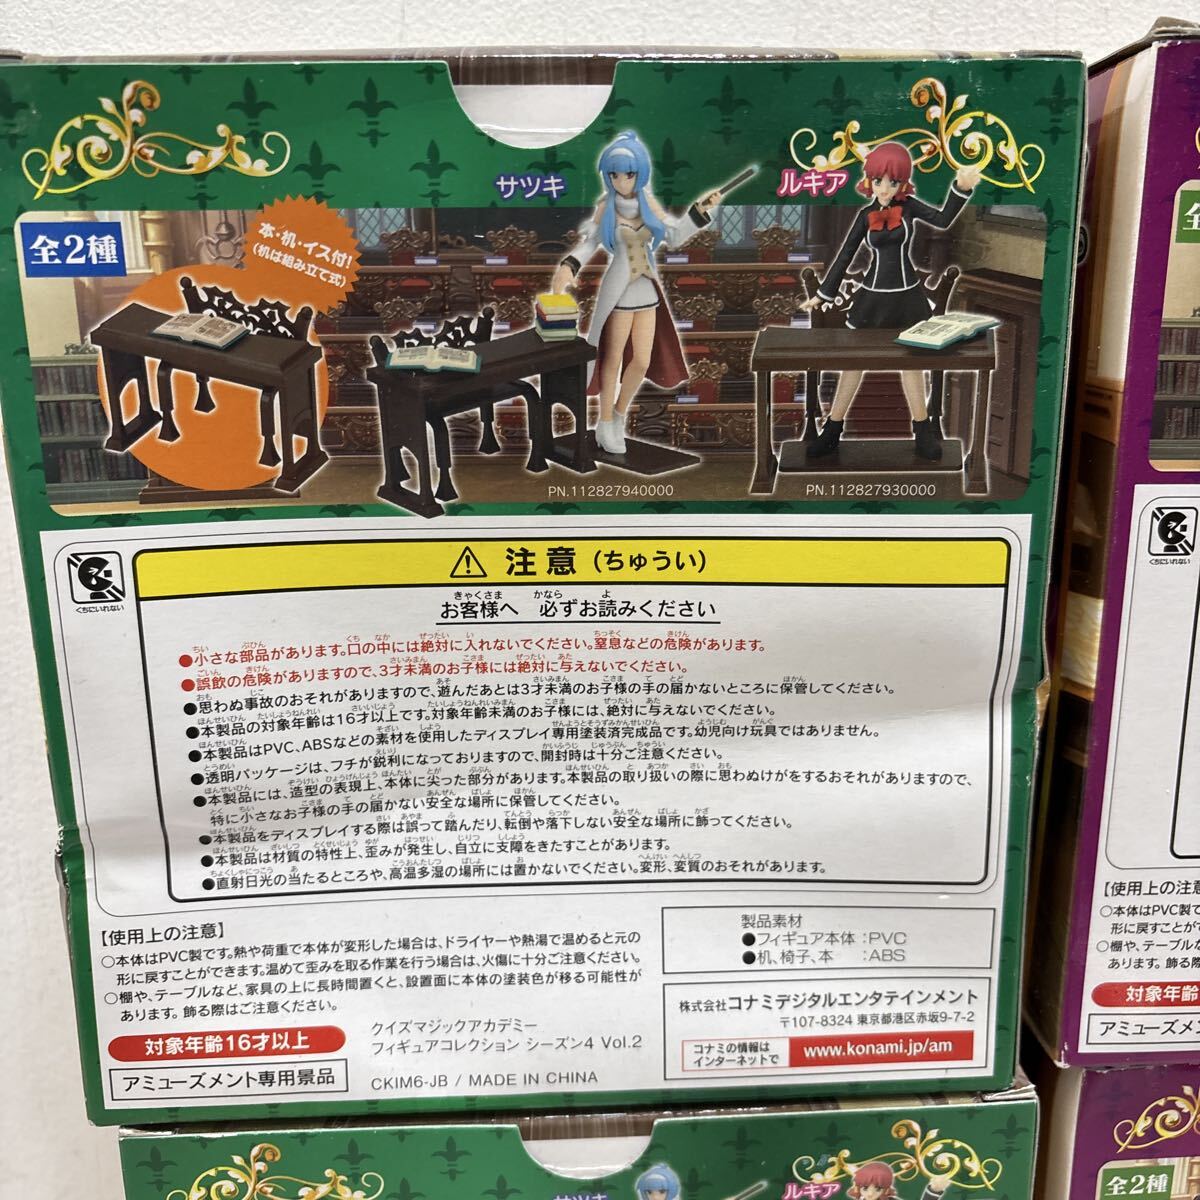 サツキ
ルキア
全2種
本・机・イス付!
(机は組み立て式)
PN.112827940000
PN.112827930000
くちにいれない
注意(ちゅうい)
お客様へ 必ずお読みください
●小さな部品があります。口の中には絶対に入れないでください。窒息などの危険があります。
●誤飲の危険がありますので、3才未満のお子様には絶対に与えないでください。
●思わぬ事故のおそれがありますので、遊んだあとは3才未満のお子様の手の届かないところに保管してください。
●本製品の対象年齢は16才以上です。対象年齢未満のお子様には、絶対に与えないでください。
●本製品はPVC、ABSなどの素材を使用したディスプレイ専用塗装済完成品です。幼児向け玩具ではありません。
●透明パッケージは、フチが鋭利になっておりますので、開封時は十分ご注意ください。
●本製品には、造型の表現上、本体に尖った部分があります。本製品の取り扱いの際に思わぬけがをするおそれがありますので、
特に小さなお子様の手の届かない安全な場所に保管してください。
●本製品をディスプレイする際は誤って踏んだり、転倒や落下しない安全な場所に飾ってください。
●本製品は材質の特性上、歪みが発生し、自立に支障をきたすことがあります。
●直射日光の当たるところや、高温多湿の場所には置かないでください。変形、変質のおそれがあります。
【使用上の注意】
○本体はPVC製です。熱や荷重で本体が変形した場合は、ドライヤーや熱湯で温めると元の
形に戻すことができます。温めて歪みを取る作業を行う場合は、火傷に十分ご注意ください。
○棚や、テーブルなど、家具の上に長時間置くと、設置面に本体の塗装色が移る可能性が
あります。飾る際はご注意ください。
対象年齢16才以上
アミューズメント専用景品
クイズマジックアカデミー
フィギュアコレクション シーズン4 Vol.2
CKIM6-JB / MADE IN CHINA
製品素材
●フィギュア本体:PVC
●机、椅子、本 :ABS
株式会社コナミデジタルエンタテインメント
〒107-8324 東京都港区赤坂9-7-2
コナミの情報は
インターネットで
www.konami.jp/am
くちにいれない
【使用上の注意
○本体はPVC製で
形に戻すことが
○棚や、テーブルな
あります。飾る際
対象年齢
アミューズメ
サツキ
ルキア
全2種